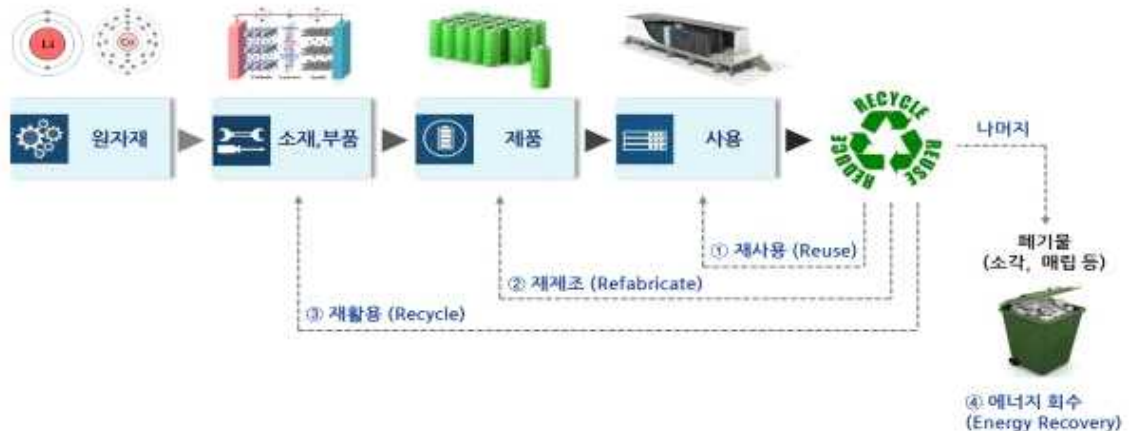 Li
Co
원자재
소재,부품
제품
사용
RECYCLE
REUSE
REDUCE
나머지
① 재사용 (Reuse)
② 재제조 (Refabricate)
③ 재활용 (Recycle)
폐기물
(소각, 매립 등)
④ 에너지 회수
(Energy Recovery)